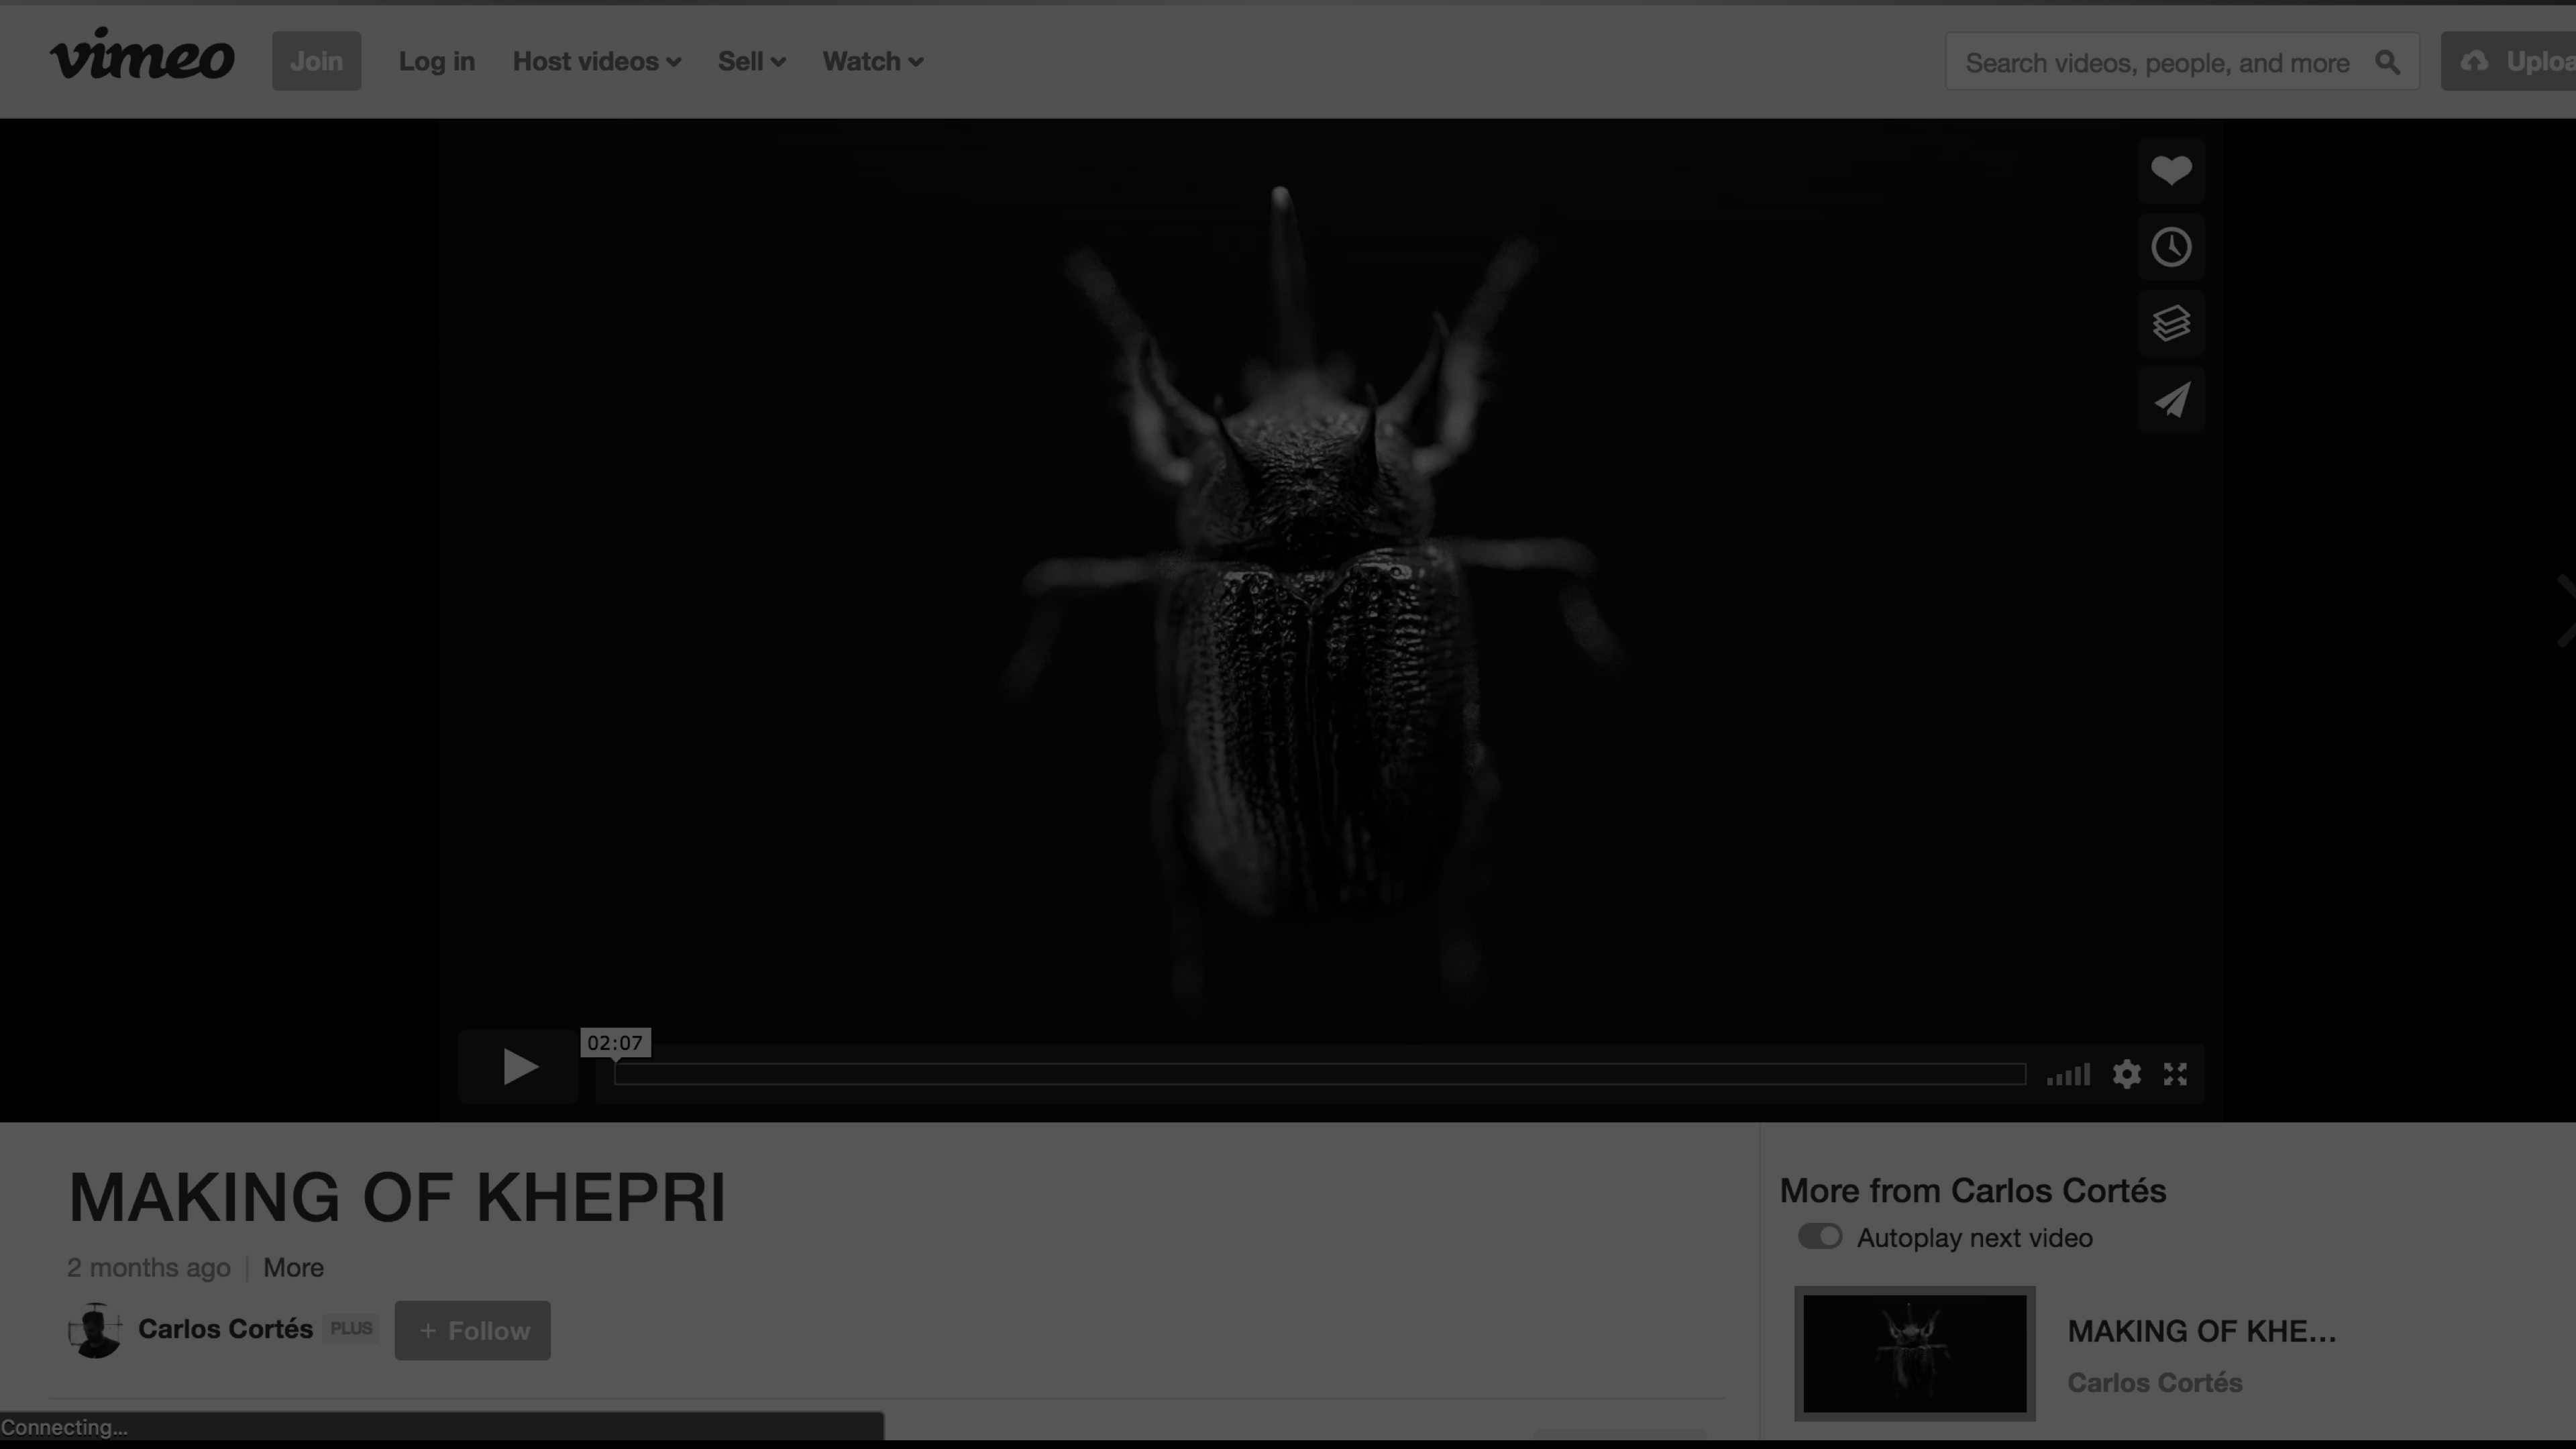 vimeo Join Log in Host videos Sell Watch Search videos, people, and more Uploa
02:07
MAKING OF KHEPRI
2 months ago | More
Carlos Cortés PLUS + Follow
More from Carlos Cortés
Autoplay next video
MAKING OF KHE...
Carlos Cortés
Connecting...